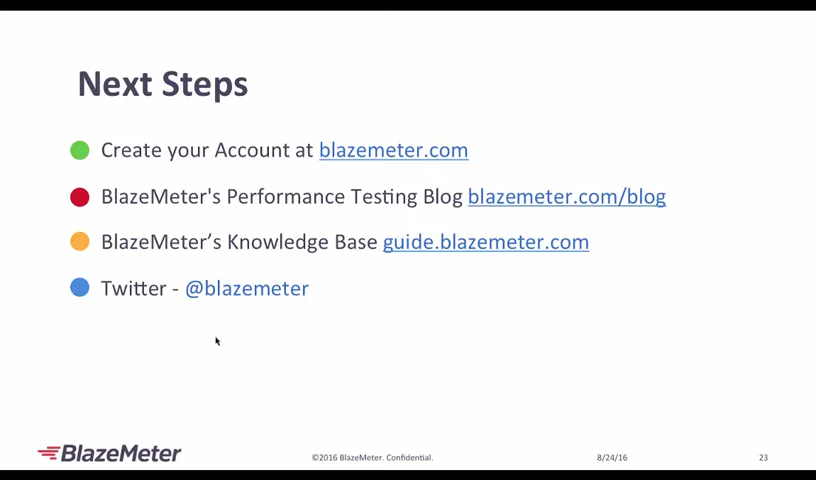 Next Steps
Create your Account at blazemeter.com
BlazeMeter's Performance Testing Blog blazemeter.com/blog
BlazeMeter’s Knowledge Base guide.blazemeter.com
Twitter - @blazemeter
BlazeMeter ©2016 BlazeMeter. Confidential. 8/24/16 23